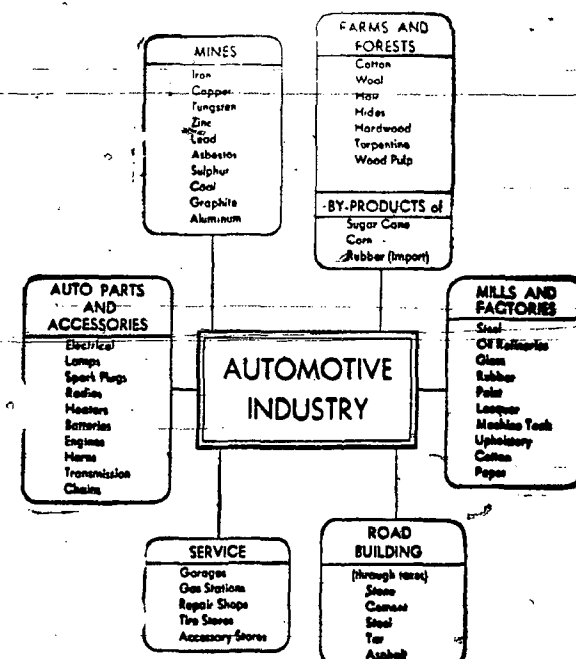 MINES
Iron
Copper
Tungsten
Zinc
Lead
Asbestos
Sulphur
Coal
Graphite
Aluminum
FARMS AND
FORESTS
Cotton
Wool
Hair
Hides
Hardwood
Turpentine
Wood Pulp
BY-PRODUCTS of
Sugar Cane
Corn
Rubber (Import)
AUTO PARTS
AND
ACCESSORIES
Electrical
Lamps
Spark Plugs
Radios
Heaters
Batteries
Engines
Horns
Transmission
Chains
AUTOMOTIVE
INDUSTRY
MILLS AND
FACTORIES
Steel
Oil Refineries
Glass
Rubber
Paint
Lacquer
Machine Tools
Upholstery
Cotton
Paper
SERVICE
Garages
Gas Stations
Repair Shops
Tire Stores
Accessory Stores
ROAD
BUILDING
(through taxes)
Stone
Cement
Steel
Tar
Asphalt